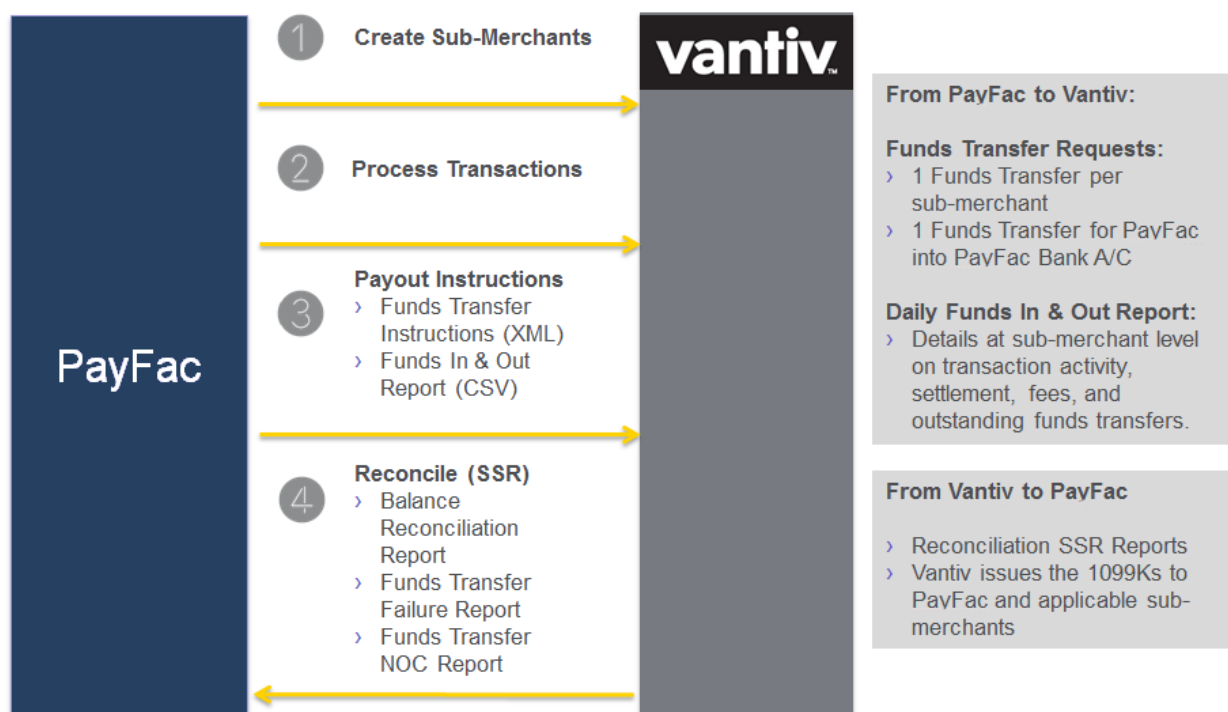 PayFac
1
Create Sub-Merchants
2
Process Transactions
3
Payout Instructions
› Funds Transfer
Instructions (XML)
› Funds In & Out
Report (CSV)
4
Reconcile (SSR)
› Balance
Reconciliation
Report
› Funds Transfer
Failure Report
› Funds Transfer
NOC Report
vantiv™
From PayFac to Vantiv:
Funds Transfer Requests:
› 1 Funds Transfer per
sub-merchant
› 1 Funds Transfer for PayFac
into PayFac Bank A/C
Daily Funds In & Out Report:
› Details at sub-merchant level
on transaction activity,
settlement, fees, and
outstanding funds transfers.
From Vantiv to PayFac
› Reconciliation SSR Reports
› Vantiv issues the 1099Ks to
PayFac and applicable sub-
merchants